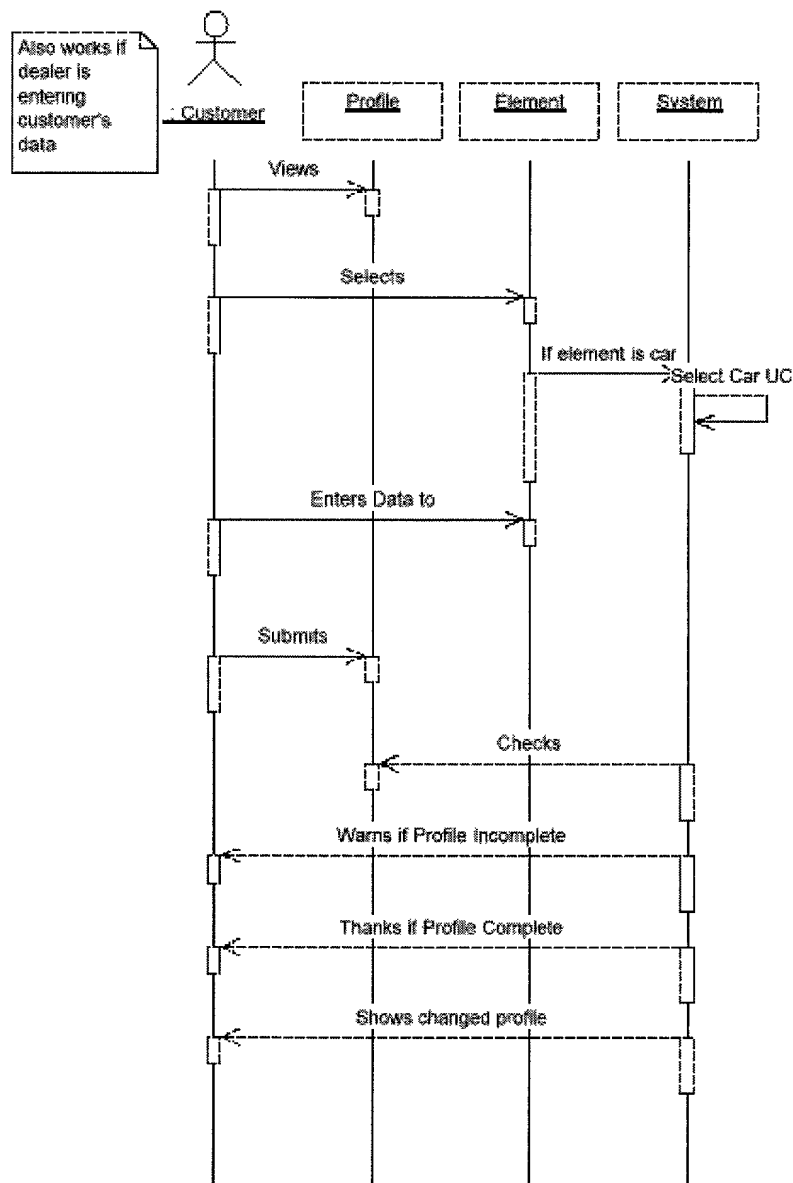 Also works if
dealer is
entering
customer's
data
: Customer
Profile
Element
System
Views
Selects
If element is car
Select Car UC
Enters Data to
Submits
Checks
Warns if Profile Incomplete
Thanks if Profile Complete
Shows changed profile